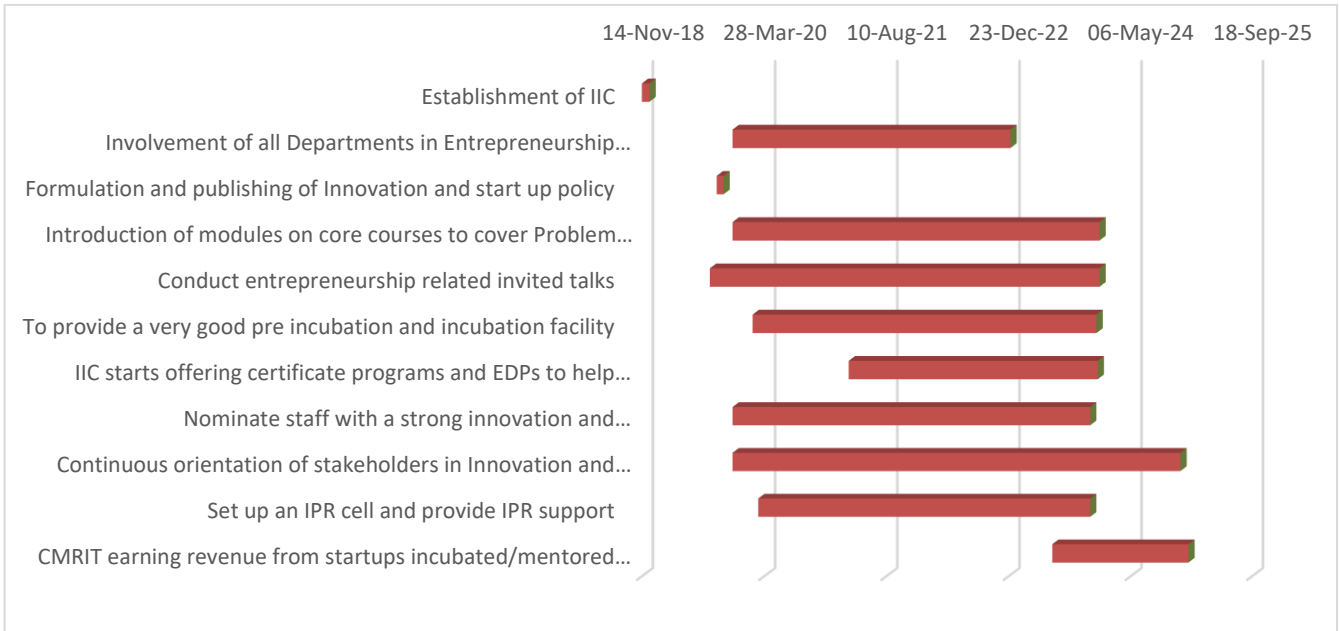 14-Nov-18 28-Mar-20 10-Aug-21 23-Dec-22 06-May-24 18-Sep-25
Establishment of IIC
Involvement of all Departments in Entrepreneurship...
Formulation and publishing of Innovation and start up policy
Introduction of modules on core courses to cover Problem...
Conduct entrepreneurship related invited talks
To provide a very good pre incubation and incubation facility
IIC starts offering certificate programs and EDPs to help...
Nominate staff with a strong innovation and...
Continuous orientation of stakeholders in Innovation and...
Set up an IPR cell and provide IPR support
CMRIT earning revenue from startups incubated/mentored...